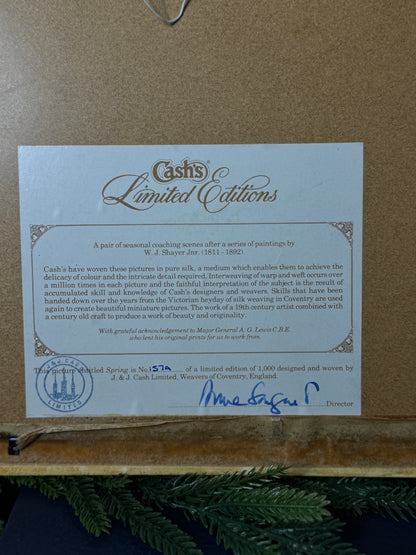 Cash's
Limited Editions
A pair of seasonal coaching scenes after a series of paintings by
W. J. Shayer Jnr. (1811-1892)
Cash's have woven these pictures in pure silk, a medium which enables them to achieve the
delicacy of colour and the intricate detail required. Interweaving of warp and weft occurs over
a million times in each picture and the faithful interpretation of the subject is the result of
accumulated skill and knowledge of Cash's designers and weavers. Skills that have been
handed down over the years from the Victorian heyday of silk weaving in Coventry are used
again to create beautiful miniature pictures. The work of a 19th century artist combined with
a century old craft to produce a work of beauty and originality.
With grateful acknowledgement to Major General A. G. Lewis C.B.E.
who lent his original prints for us to work from.
This picture entitled Spring is No. of a limited edition of 1,000 designed and woven by
J. & J. Cash Limited, Weavers of Coventry, England.
Director
J. & J. CASH
LIMITED